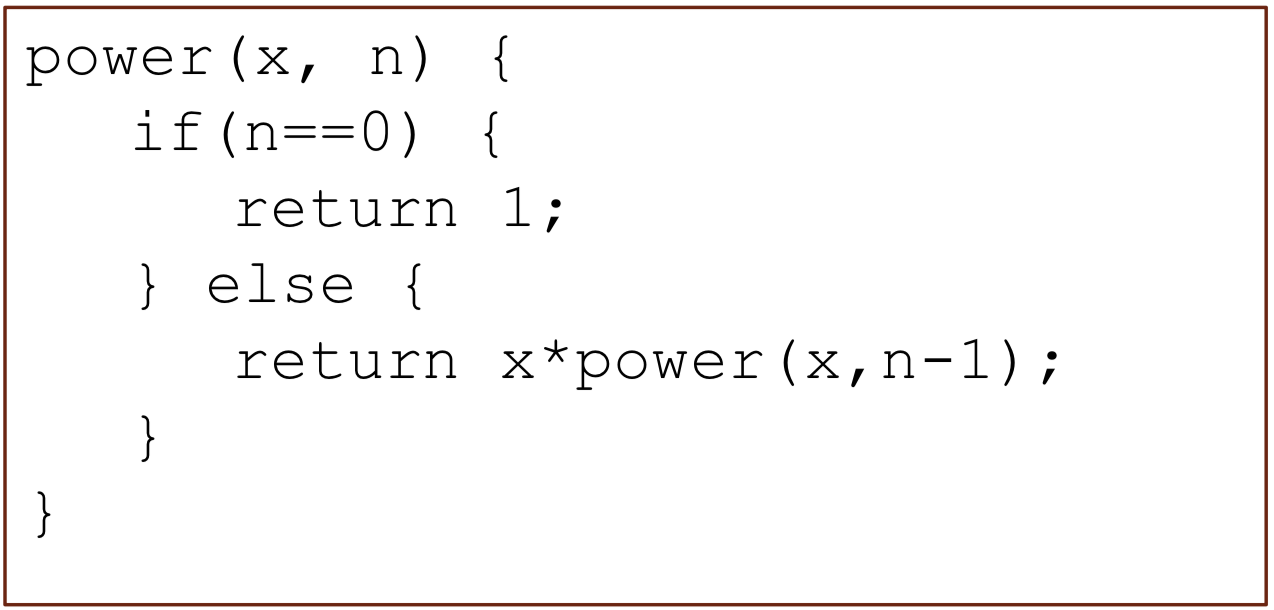 power(x, n) {
   if(n==0) {
      return 1;
   } else {
      return x*power(x,n-1);
   }
}